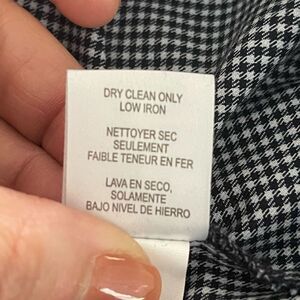 DRY CLEAN ONLY
LOW IRON
NETTOYER SEC
SEULEMENT
FAIBLE TENEUR EN FER
LAVA EN SECO,
SOLAMENTE
BAJO NIVEL DE HIERRO